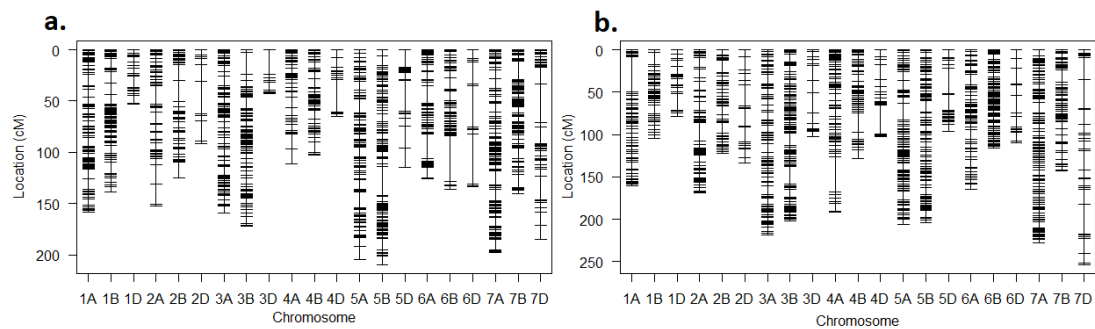 a.
Location (cM)
0
50
100
150
200
1A 1B 1D 2A 2B 2D 3A 3B 3D 4A 4B 4D 5A 5B 5D 6A 6B 6D 7A 7B 7D
Chromosome
b.
Location (cM)
0
50
100
150
200
250
1A 1B 1D 2A 2B 2D 3A 3B 3D 4A 4B 4D 5A 5B 5D 6A 6B 6D 7A 7B 7D
Chromosome